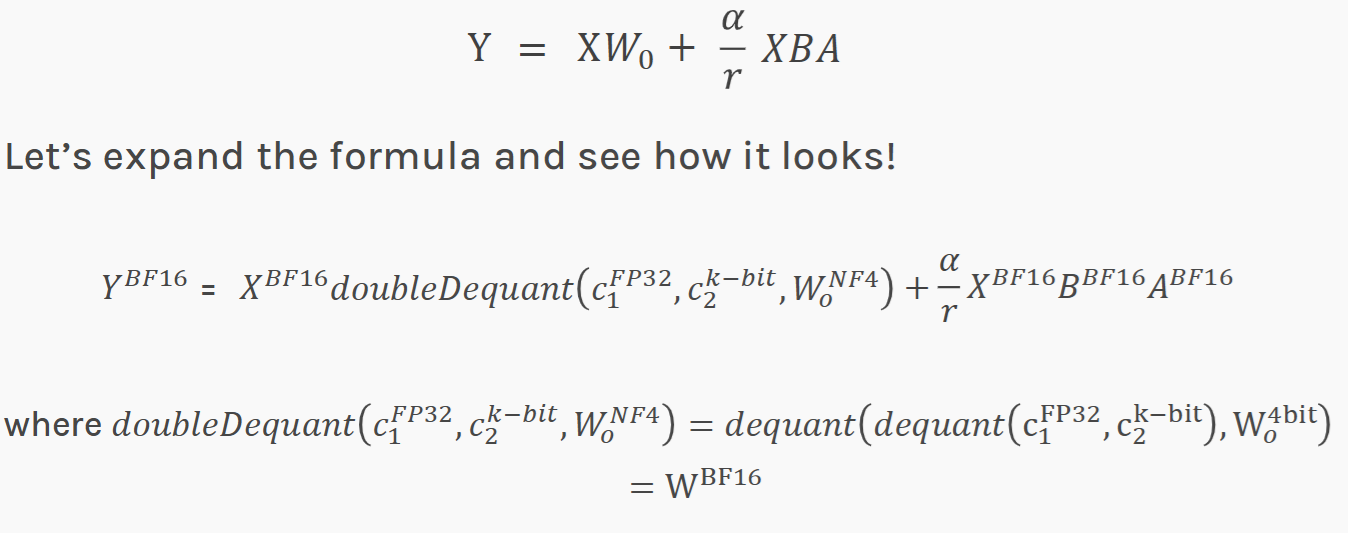 Y = XW₀ + α/r XBA
Let's expand the formula and see how it looks!
Y^{BF16} = X^{BF16}doubleDequant(c_1^{FP32}, c_2^{k-bit}, W_o^{NF4}) + α/r X^{BF16}B^{BF16}A^{BF16}
where doubleDequant(c_1^{FP32}, c_2^{k-bit}, W_o^{NF4}) = dequant(dequant(c_1^{FP32}, c_2^{k-bit}), W_o^{4bit})
= W^{BF16}